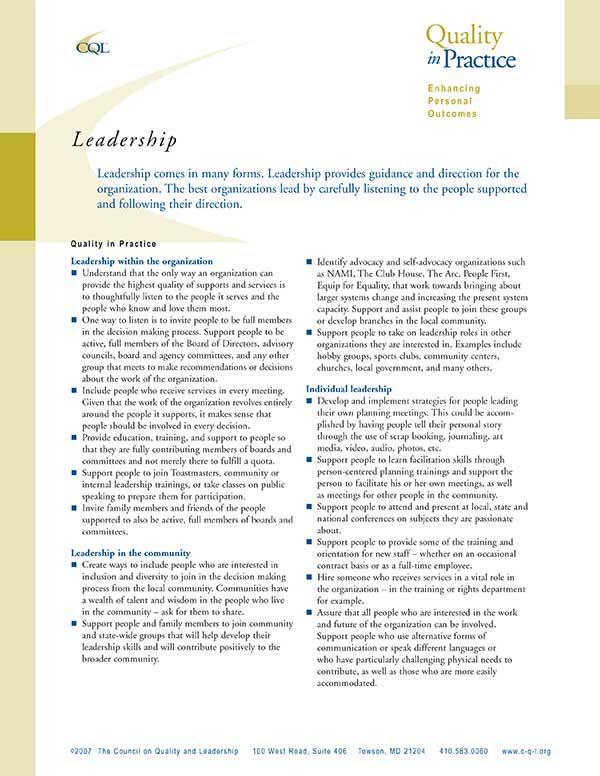 CQL
Quality
in Practice
Enhancing
Personal
Outcomes
Leadership
Leadership comes in many forms. Leadership provides guidance and direction for the
organization. The best organizations lead by carefully listening to the people supported
and following their direction.
Quality in Practice
Leadership within the organization
■ Understand that the only way an organization can
provide the highest quality of supports and services is
to thoughtfully listen to the people it serves and the
people who know and love them most.
■ One way to listen is to invite people to be full members
in the decision making process. Support people to be
active, full members of the Board of Directors, advisory
councils, board and agency committees, and any other
group that meets to make recommendations or decisions
about the work of the organization.
■ Include people who receive services in every meeting.
Given that the work of the organization revolves entirely
around the people it supports, it makes sense that
people should be involved in every decision.
■ Provide education, training, and support to people so
that they are fully contributing members of boards and
committees and not merely there to fulfill a quota.
■ Support people to join Toastmasters, community or
internal leadership trainings, or take classes on public
speaking to prepare them for participation.
■ Invite family members and friends of the people
supported to also be active, full members of boards and
committees.
Leadership in the community
■ Create ways to include people who are interested in
inclusion and diversity to join in the decision making
process from the local community. Communities have
a wealth of talent and wisdom in the people who live
in the community – ask for them to share.
■ Support people and family members to join community
and state-wide groups that will help develop their
leadership skills and will contribute positively to the
broader community.
■ Identify advocacy and self-advocacy organizations such
as NAMI, The Club House, The Arc, People First,
Equip for Equality, that work towards bringing about
larger systems change and increasing the present system
capacity. Support and assist people to join these groups
or develop branches in the local community.
■ Support people to take on leadership roles in other
organizations they are interested in. Examples include
hobby groups, sports clubs, community centers,
churches, local government, and many others.
Individual leadership
■ Develop and implement strategies for people leading
their own planning meetings. This could be accom-
plished by having people tell their personal story
through the use of scrap booking, journaling, art
media, video, audio, photos, etc.
■ Support people to learn facilitation skills through
person-centered planning trainings and support the
person to facilitate his or her own meetings, as well
as meetings for other people in the community.
■ Support people to attend and present at local, state and
national conferences on subjects they are passionate
about.
■ Support people to provide some of the training and
orientation for new staff – whether on an occasional
contract basis or as a full-time employee.
■ Hire someone who receives services in a vital role in
the organization – in the training or rights department
for example.
■ Assure that all people who are interested in the work
and future of the organization can be involved.
Support people who use alternative forms of
communication or speak different languages or
who have particularly challenging physical needs to
contribute, as well as those who are more easily
accommodated.
©2007 The Council on Quality and Leadership 100 West Road, Suite 406 Towson, MD 21204 410.583.0060 www.c-q-l.org